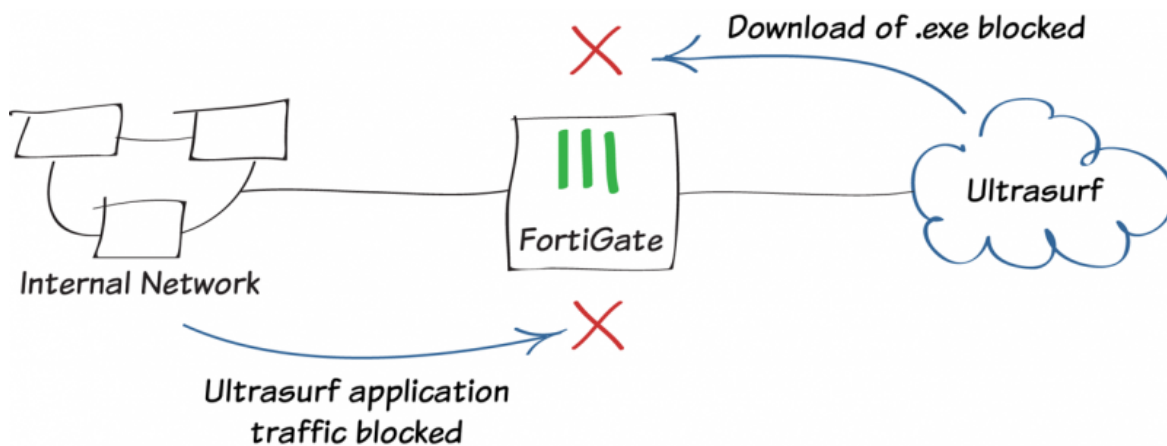 Download of .exe blocked
FortiGate
Ultrasurf
Internal Network
Ultrasurf application
traffic blocked